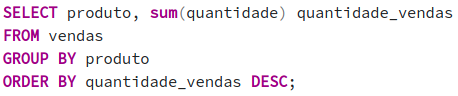 SELECT produto, sum(quantidade) quantidade_vendas
FROM vendas
GROUP BY produto
ORDER BY quantidade_vendas DESC;